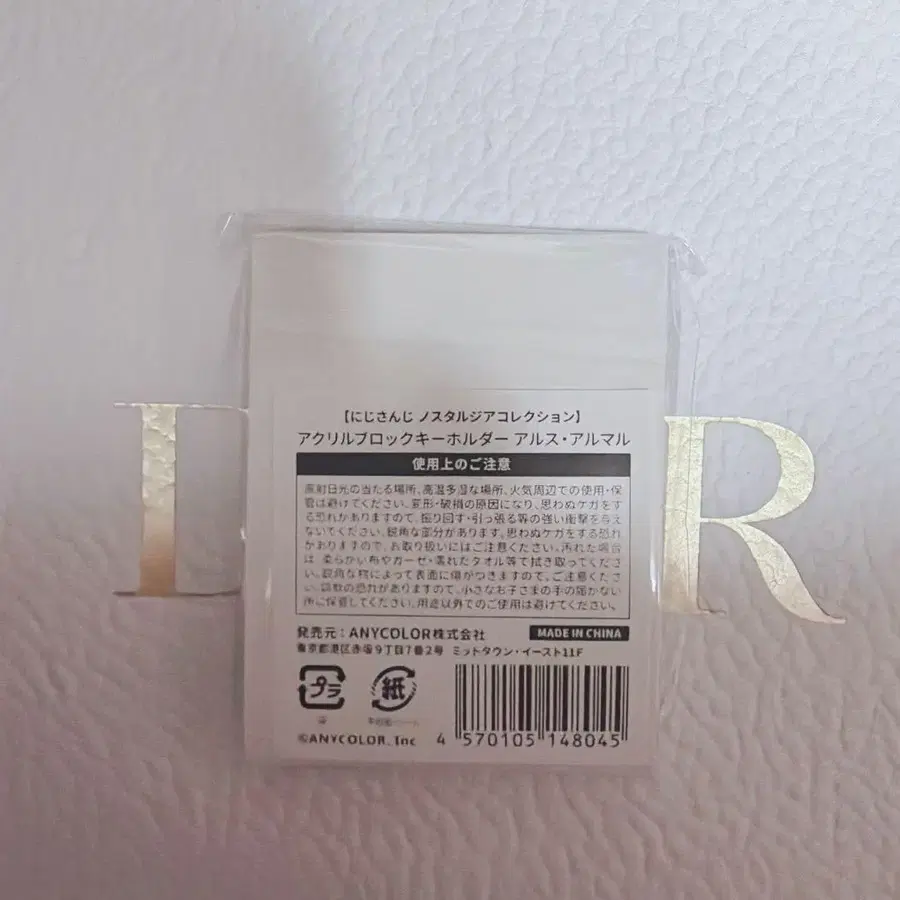 【にじさんじ ノスタルジアコレクション】
アクリルブロックキーホルダー アルス・アルマル
使用上のご注意
直射日光の当たる場所、高温多湿な場所、火気周辺での使用・保
管は避けてください。変形・破損の原因になり、思わぬケガをす
る恐れがありますので、振り回す・引っ張る等の強い衝撃を与え
ないでください。鋭角な部分があります。思わぬケガをする恐れ
がありますので、お取り扱いにはご注意ください。汚れた場合
は、柔らかい布やガーゼ・濡れたタオル等で拭き取ってくださ
い。鋭角な物によって表面に傷がつきますので、ご注意くださ
い。誤飲の恐れがありますので、小さなお子さまの手の届かない
所に保管してください。用途以外でのご使用は避けてください。
発売元：ANYCOLOR株式会社
MADE IN CHINA
東京都港区赤坂9丁目7番2号 ミッドタウン・イースト11F
プラ
紙
袋
©ANYCOLOR, Inc
4 570105 148045
D R